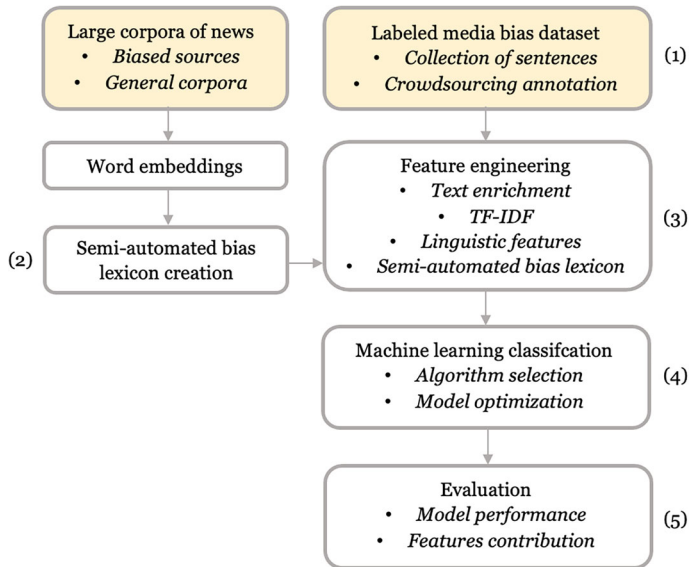 Large corpora of news
• Biased sources
• General corpora
Labeled media bias dataset
• Collection of sentences
• Crowdsourcing annotation
(1)
Word embeddings
(2)
Semi-automated bias
lexicon creation
Feature engineering
• Text enrichment
• TF-IDF
• Linguistic features
• Semi-automated bias lexicon
(3)
Machine learning classifcation
• Algorithm selection
• Model optimization
(4)
Evaluation
• Model performance
• Features contribution
(5)